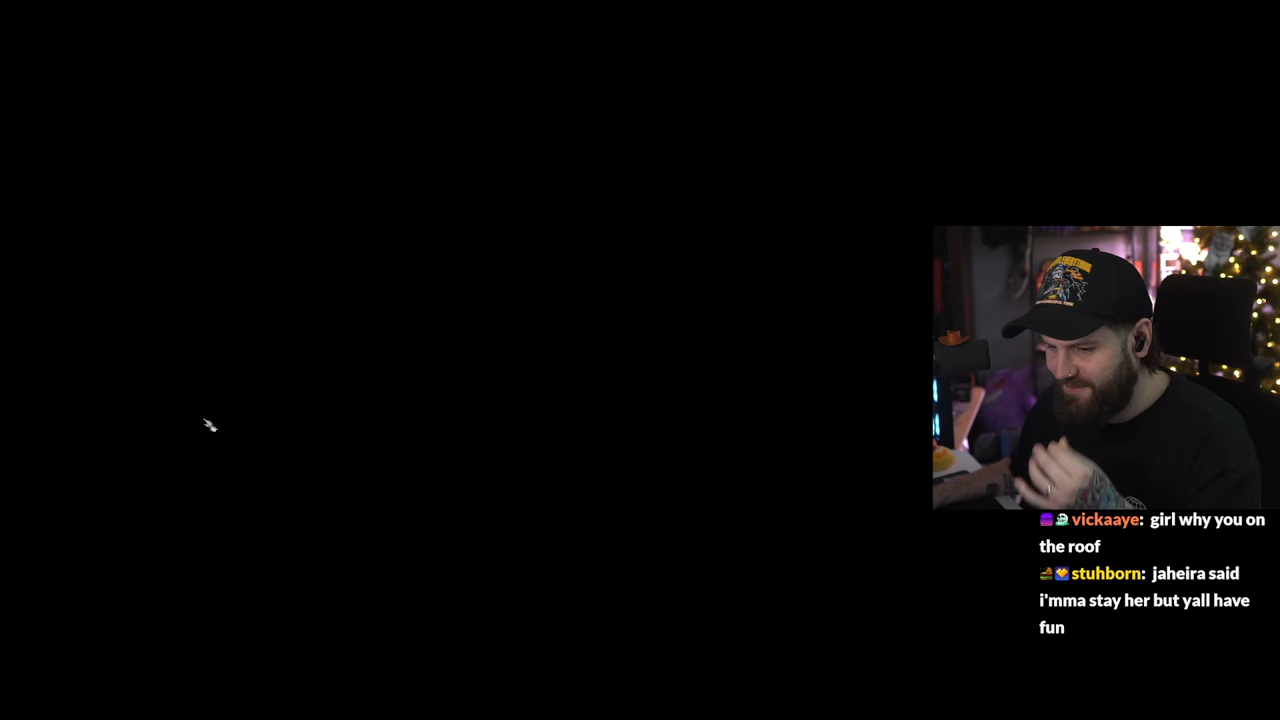 vickaaye: girl why you on
the roof
stuhborn: jaheira said
i'mma stay her but yall have
fun